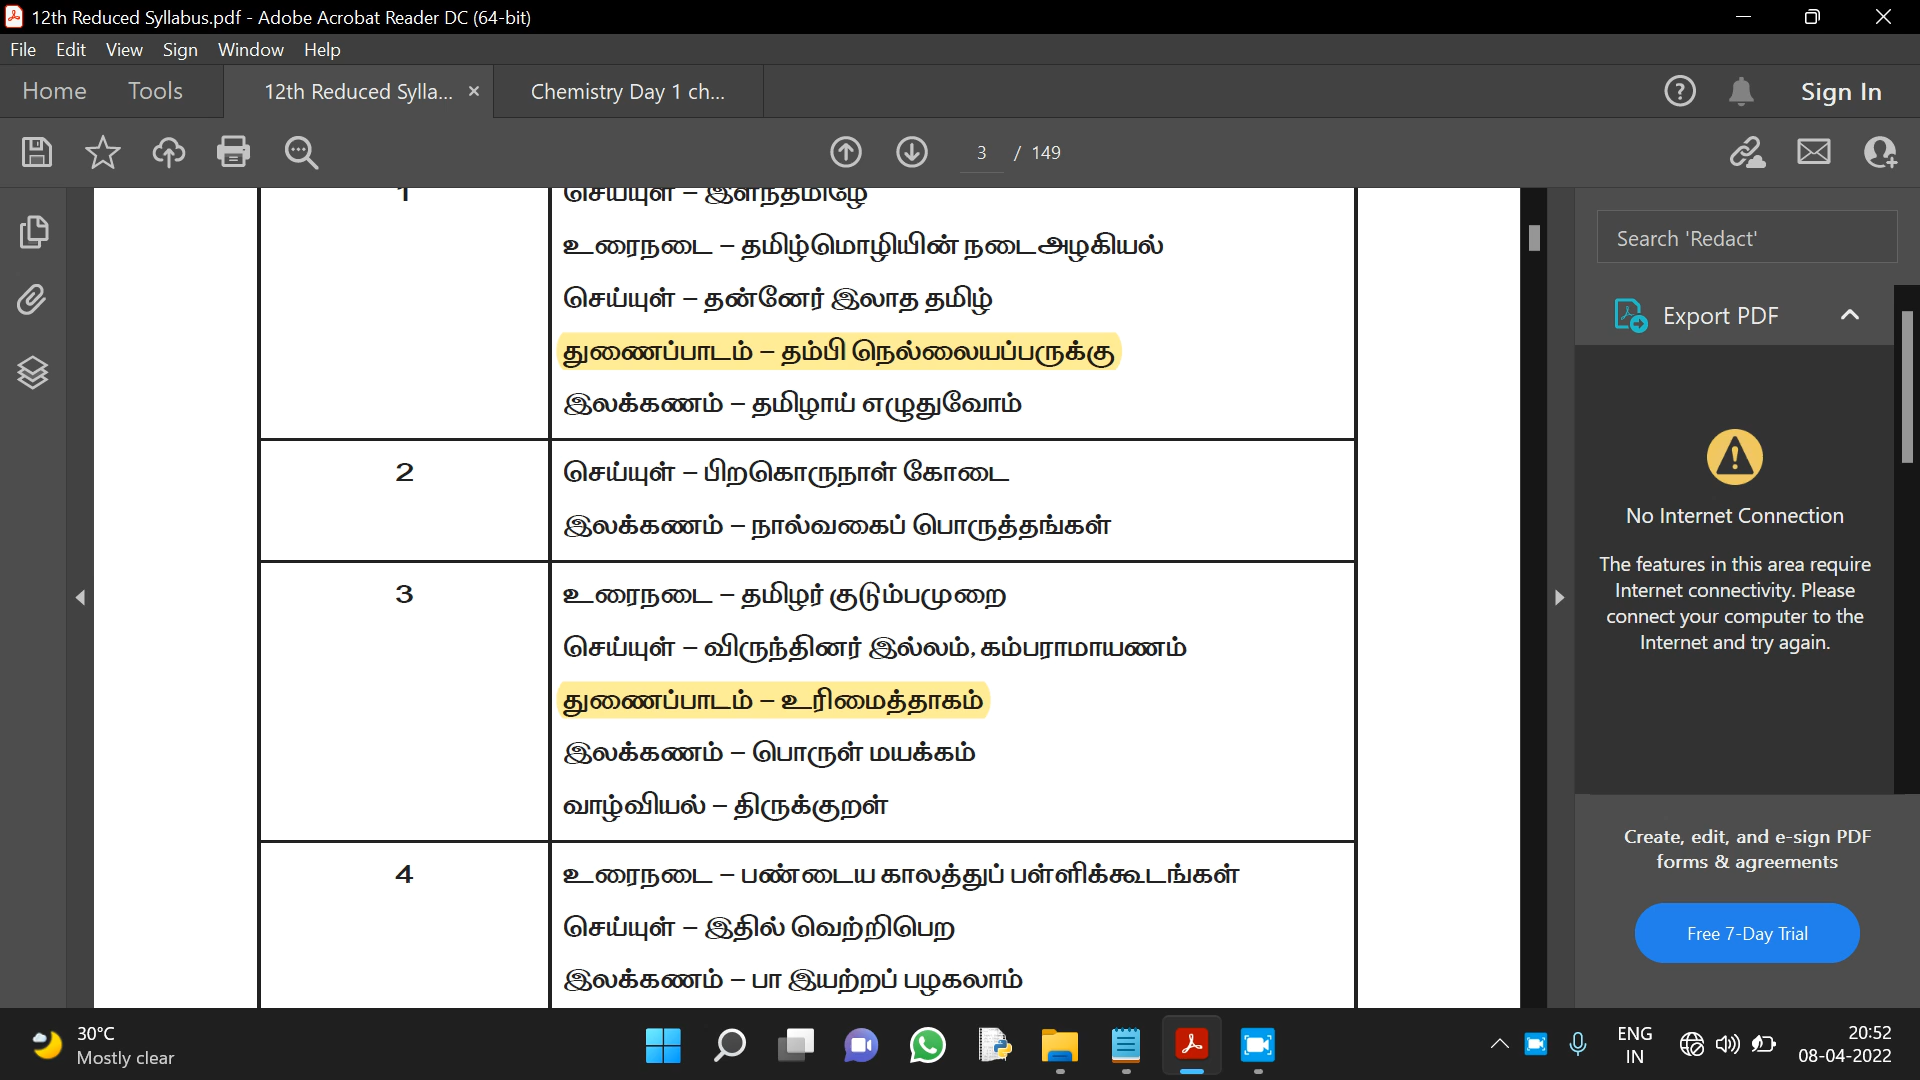 12th Reduced Syllabus.pdf - Adobe Acrobat Reader DC (64-bit)
File Edit View Sign Window Help
Home Tools 12th Reduced Sylla... × Chemistry Day 1 ch... Sign In
3 / 149
1 செய்யுள் – இளந்தமிழே
உரைநடை – தமிழ்மொழியின் நடை அழகியல்
செய்யுள் – தன்னேர் இலாத தமிழ்
துணைப்பாடம் – தம்பி நெல்லையப்பருக்கு
இலக்கணம் – தமிழாய் எழுதுவோம்
2 செய்யுள் – பிறகொருநாள் கோடை
இலக்கணம் – நால்வகைப் பொருத்தங்கள்
3 உரைநடை – தமிழர் குடும்பமுறை
செய்யுள் – விருந்தினர் இல்லம், கம்பராமாயணம்
துணைப்பாடம் – உரிமைத்தாகம்
இலக்கணம் – பொருள் மயக்கம்
வாழ்வியல் – திருக்குறள்
4 உரைநடை – பண்டைய காலத்துப் பள்ளிக்கூடங்கள்
செய்யுள் – இதில் வெற்றிபெற
இலக்கணம் – பா இயற்றப் பழகலாம்
Search 'Redact'
Export PDF
No Internet Connection
The features in this area require
Internet connectivity. Please
connect your computer to the
Internet and try again.
Create, edit, and e-sign PDF
forms & agreements
Free 7-Day Trial
30°C
Mostly clear
ENG
IN
20:52
08-04-2022